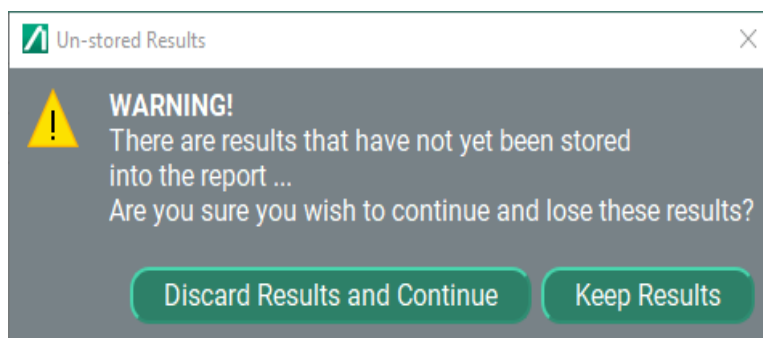 Un-stored Results
WARNING!
There are results that have not yet been stored
into the report ...
Are you sure you wish to continue and lose these results?
Discard Results and Continue Keep Results